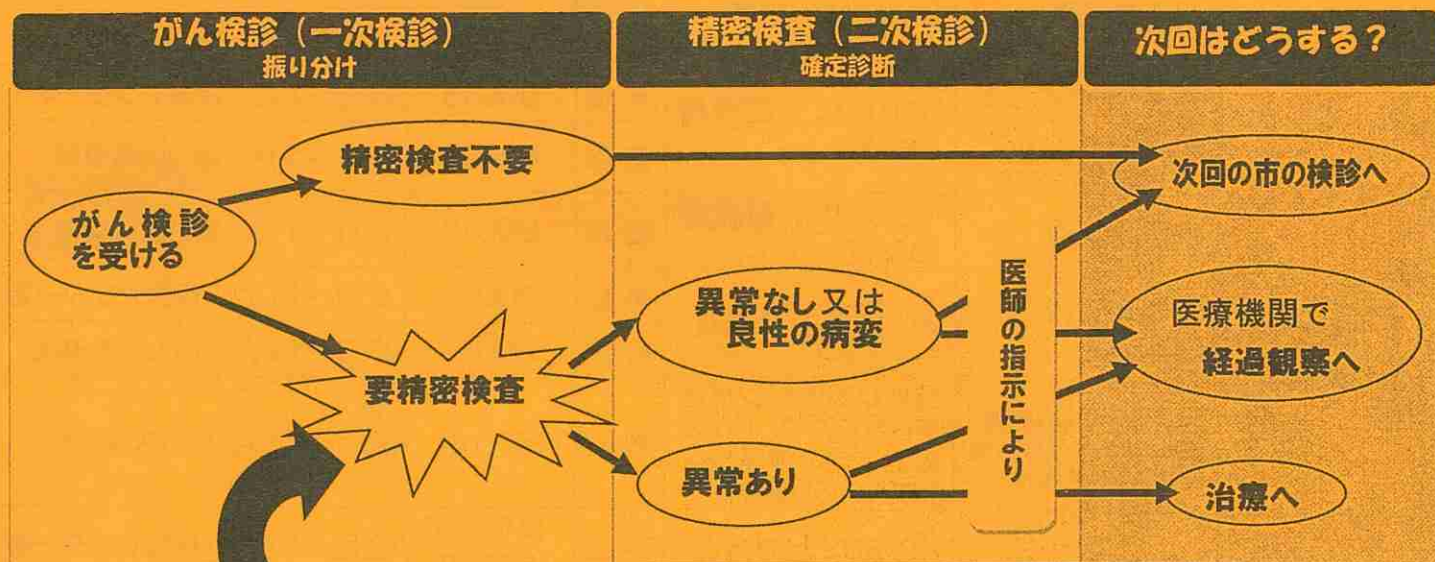 がん検診（一次検診）
振り分け
精密検査（二次検診）
確定診断
次回はどうする？
精密検査不要
次回の市の検診へ
がん検診
を受ける
異常なし又は
良性の病変
医師の指示により
医療機関で
経過観察へ
要精密検査
異常あり
治療へ